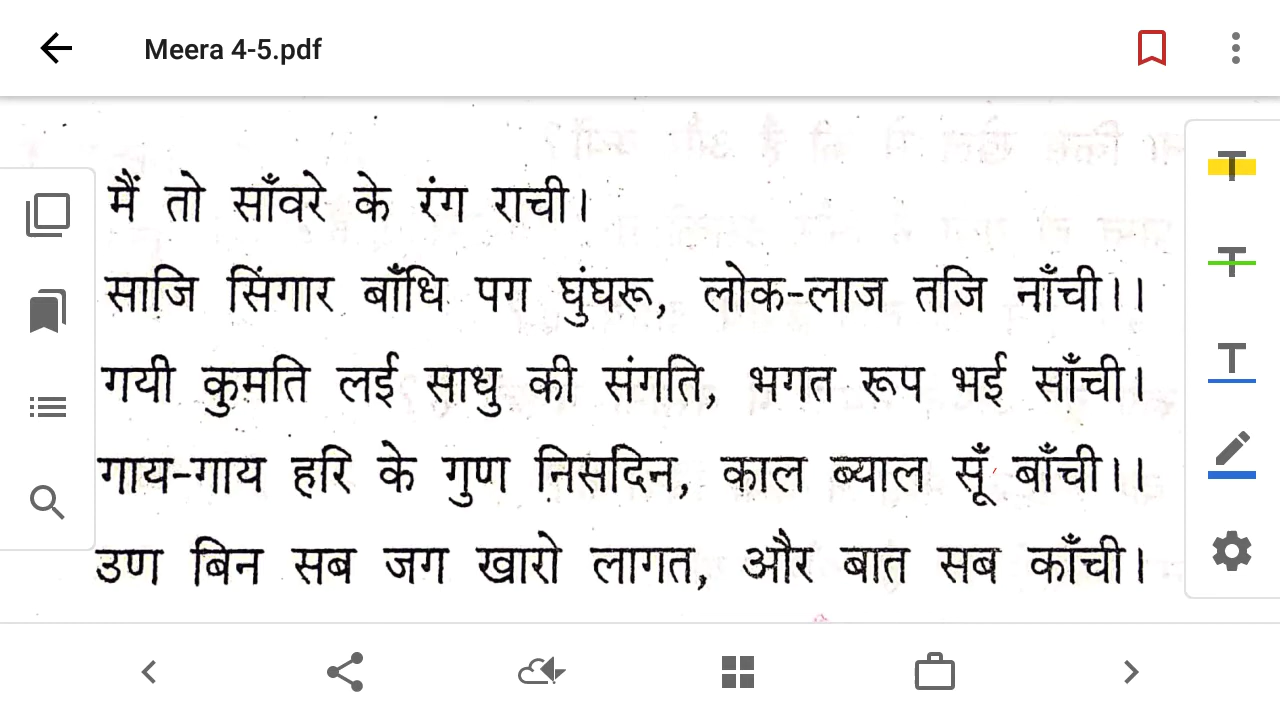 Meera 4-5.pdf
मैं तो साँवरे के रंग राची।
साजि सिंगार बाँधि पग घुंघरू, लोक-लाज तजि नाँची।।
गयी कुमति लई साधु की संगति, भगत रूप भई साँची।
गाय-गाय हरि के गुण निसदिन, काल ब्याल सूँ बाँची।।
उण बिन सब जग खारो लागत, और बात सब काँची।